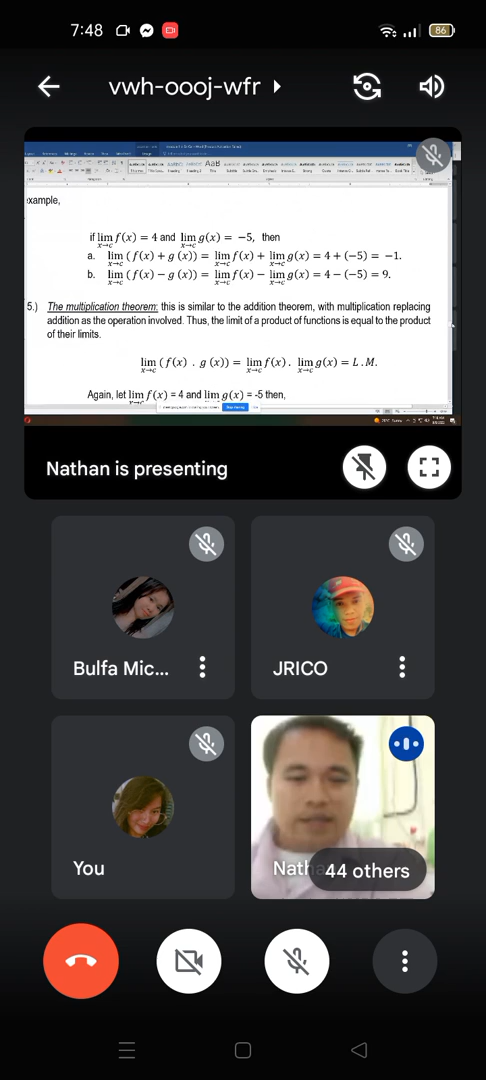 7:48
86
vwh-oooj-wfr
example,
if lim x→c f(x) = 4 and lim x→c g(x) = −5, then
a. lim x→c ( f(x) + g (x)) = lim x→c f(x) + lim x→c g(x) = 4 + (−5) = −1.
b. lim x→c ( f(x) − g (x)) = lim x→c f(x) − lim x→c g(x) = 4 − (−5) = 9.
5.) The multiplication theorem: this is similar to the addition theorem, with multiplication replacing
addition as the operation involved. Thus, the limit of a product of functions is equal to the product
of their limits.
lim x→c ( f(x) . g (x)) = lim x→c f(x). lim x→c g(x) = L . M.
Again, let lim x→c f(x) = 4 and lim x→c g(x) = -5 then,
Nathan is presenting
Bulfa Mic...
JRICO
You
Nath
44 others